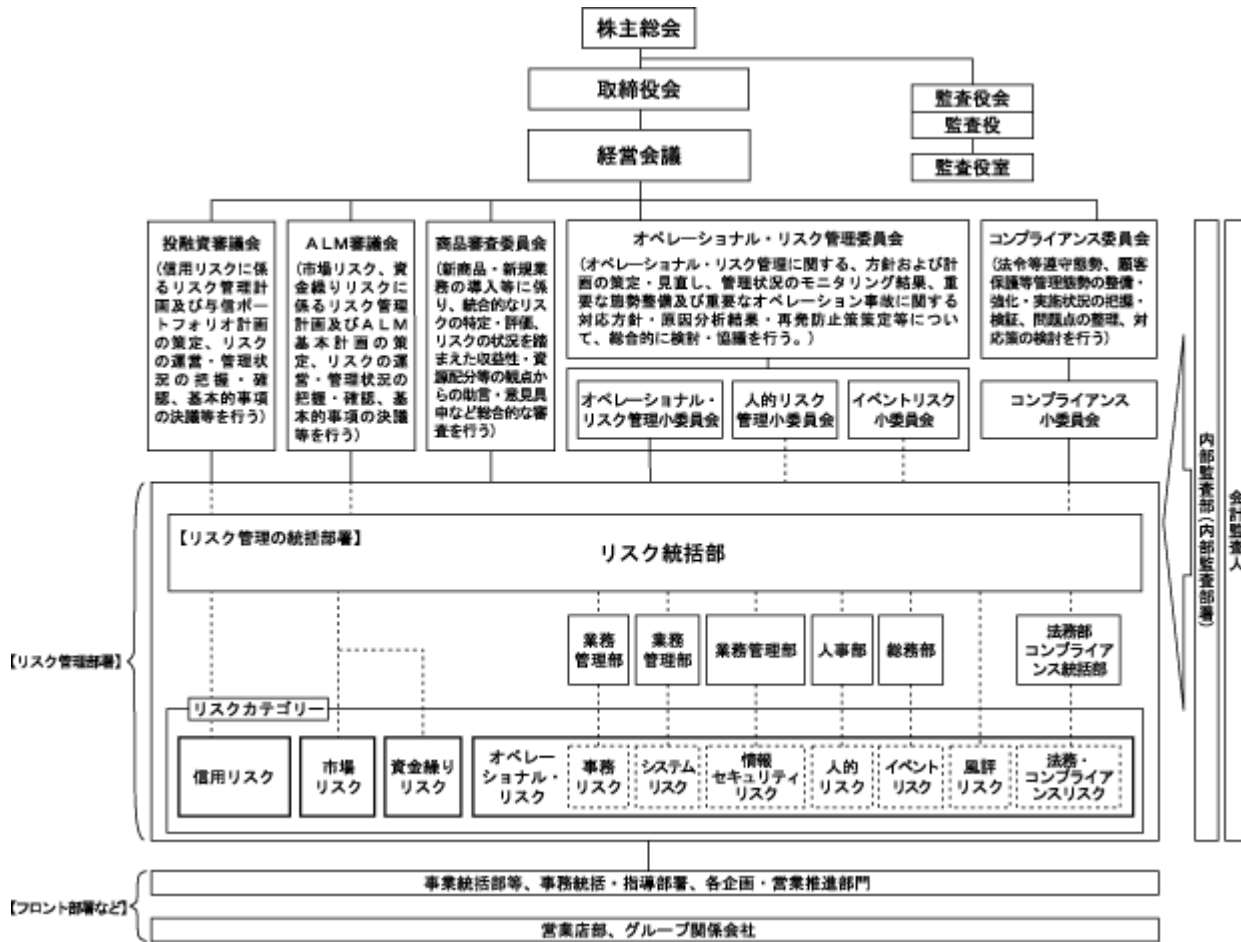 株主総会
取締役会
監査役会
監査役
経営会議
監査役室
投融資審議会
(信用リスクに係
るリスク管理計
画及び与信ポー
トフォリオ計画
の策定、リスク
の運営・管理状
況の把握・確
認、基本的事項
の決議等を行う)
ALM審議会
(市場リスク、資
金繰りリスクに
係るリスク管理
計画及びALM
基本計画の策
定、リスクの運
営・管理状況の
把握・確認、基
本的事項の決議
等を行う)
商品審査委員会
(新商品・新規業
務の導入等に係
り、統合的なリス
クの特定・評価、
リスクの状況を踏
まえた収益性・資
源配分等の観点か
らの助言・意見具
申など総合的な審
査を行う)
オペレーショナル・リスク管理委員会
(オペレーショナル・リスク管理に関する、方針および計
画の策定・見直し、管理状況のモニタリング結果、重
要な態勢整備及び重要なオペレーション事故に関する
対応方針・原因分析結果・再発防止策策定等につい
て、総合的に検討・協議を行う。)
コンプライアンス委員会
(法令等遵守態勢、顧客
保護等管理態勢の整備・
強化・実施状況の把握・
検証、問題点の整理、対
応策の検討を行う)
オペレーショナル・
リスク管理小委員会
人的リスク
管理小委員会
イベントリスク
小委員会
コンプライアンス
小委員会
内部監査部(内部監査部署)
会計監査人
【リスク管理の統括部署】
リスク統括部
【リスク管理部署】
業務
管理部
業務
管理部
業務管理部
人事部
総務部
法務部
コンプライア
ンス統括部
リスクカテゴリー
信用リスク
市場
リスク
資金繰り
リスク
オペレー
ショナル・
リスク
事務
リスク
システム
リスク
情報
セキュリティ
リスク
人的
リスク
イベント
リスク
風評
リスク
法務・
コンプライア
ンスリスク
【フロント部署など】
事業統括部等、事務統括・指導部署、各企画・営業推進部門
営業店部、グループ関係会社